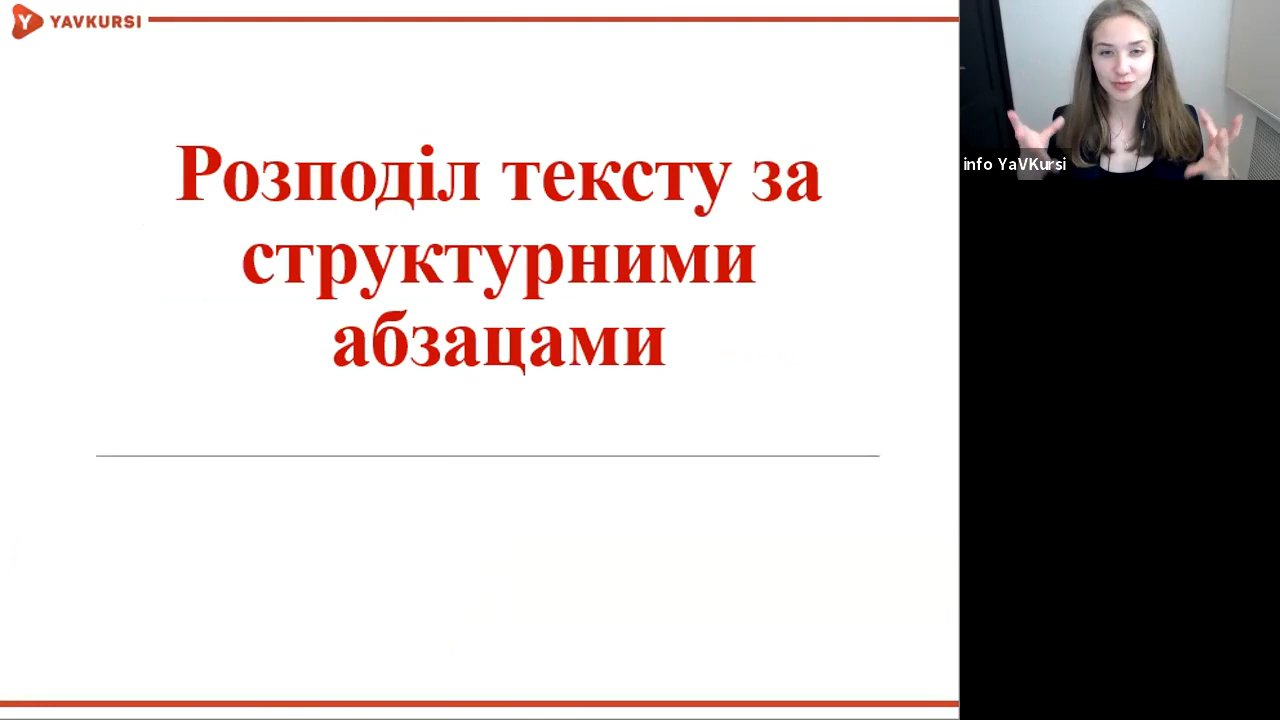 YAVKURSI
Розподіл тексту за
структурними
абзацами
info YaVKursi